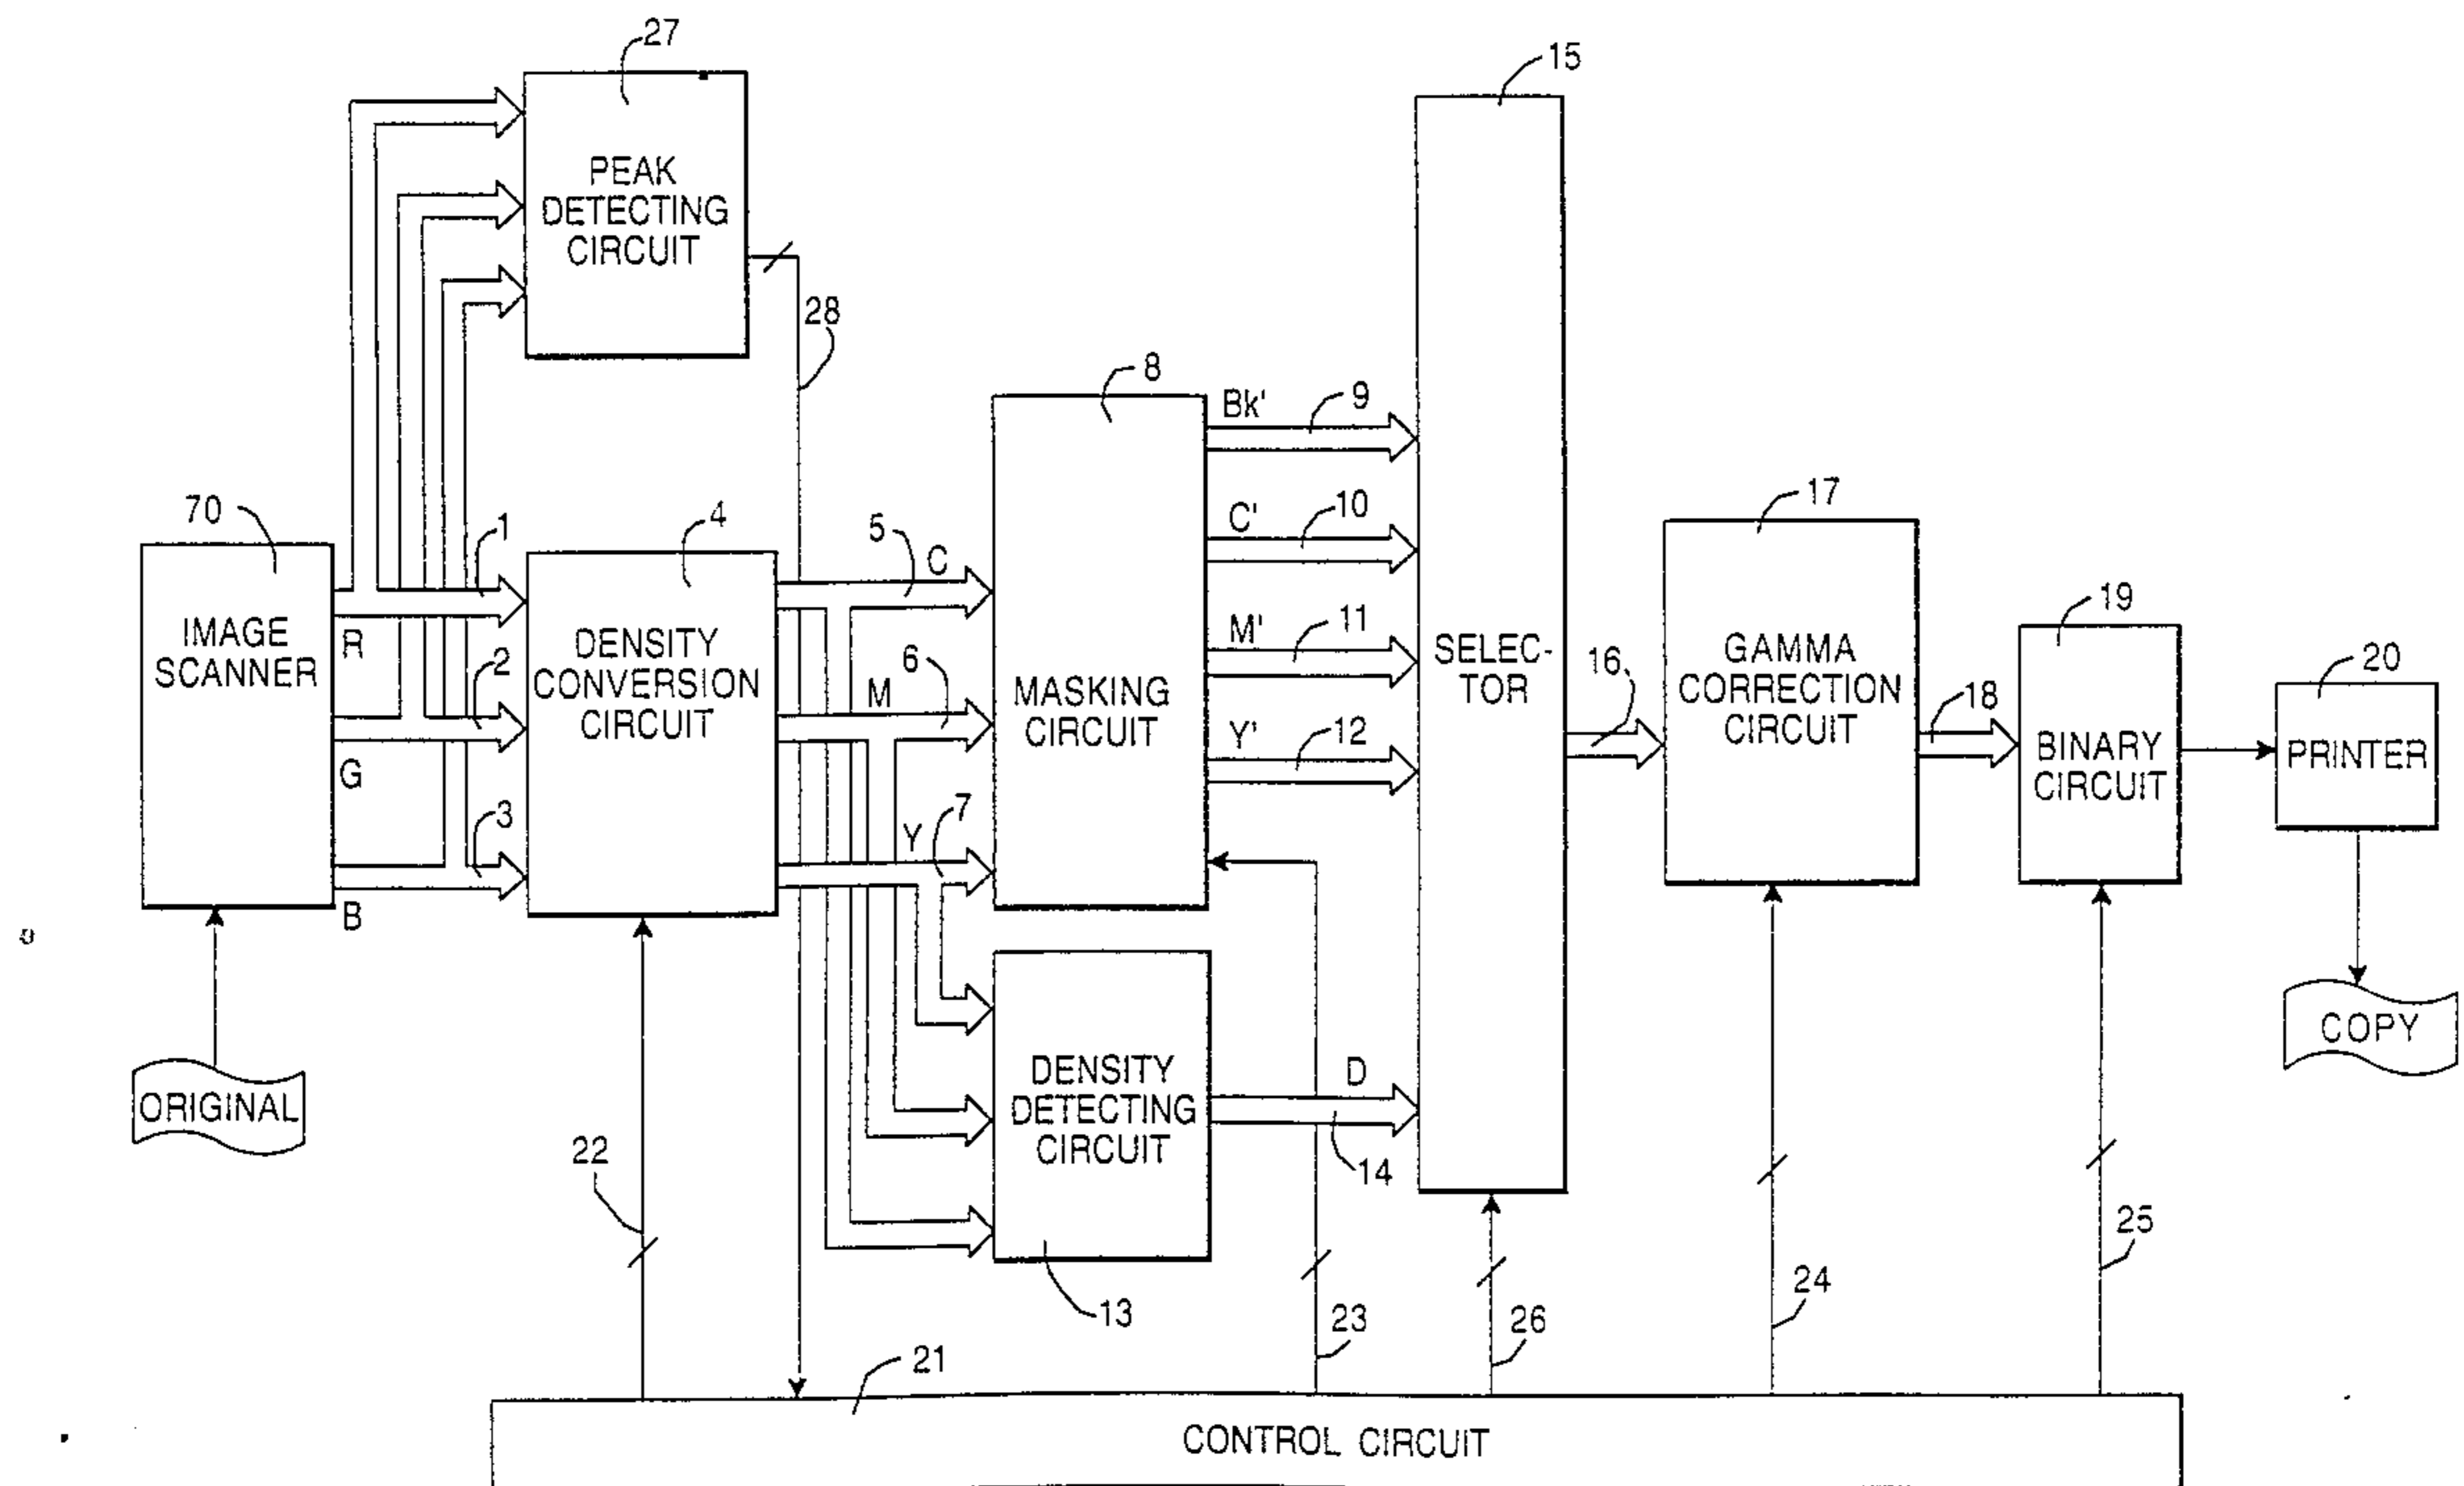 27
15
PEAK
DETECTING
CIRCUIT
28
8
Bk'
9
70
1
4
5
C
C'
10
17
IMAGE
SCANNER
R
2
DENSITY
CONVERSION
CIRCUIT
M
6
MASKING
CIRCUIT
M'
11
SELEC-
TOR
16
GAMMA
CORRECTION
CIRCUIT
18
19
BINARY
CIRCUIT
20
PRINTER
G
3
Y
7
Y'
12
B
COPY
ORIGINAL
DENSITY
DETECTING
CIRCUIT
D
14
22
13
23
26
24
25
21
CONTROL CIRCUIT